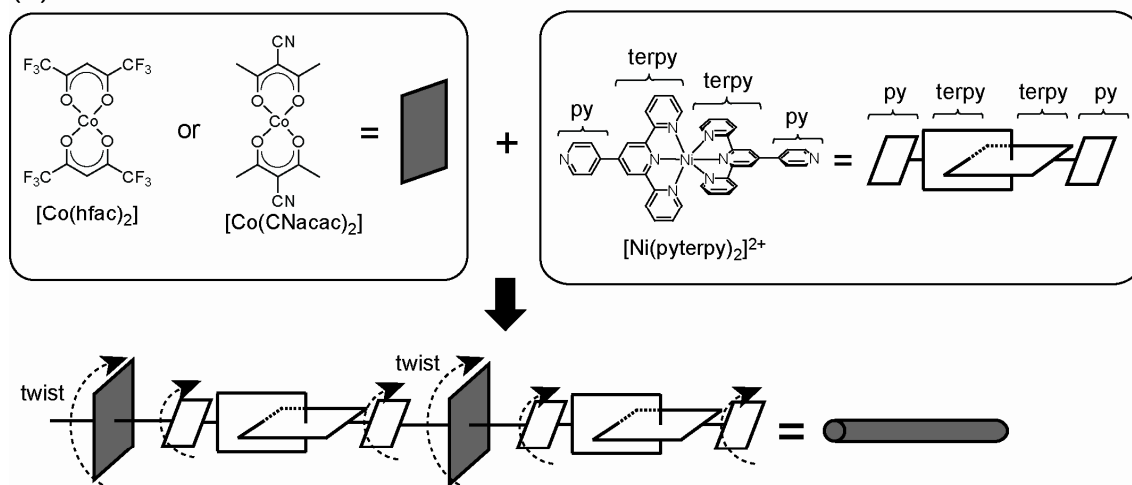 CN
F₃C CF₃
O O
Co
O O
F₃C CF₃
[Co(hfac)₂]
or
O O
Co
O O
CN
[Co(CNacac)₂]
=
+
terpy
terpy
py
py
N
N
N
N
Ni
N
N
N
N
[Ni(pyterpy)₂]²⁺
=
py terpy terpy py
twist
twist
=